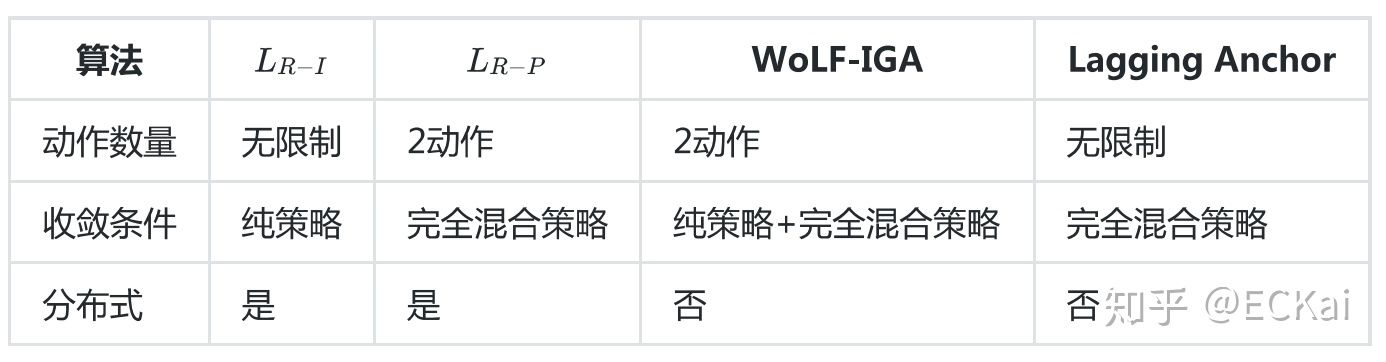 算法 L_{R-I} L_{R-P} WoLF-IGA Lagging Anchor
动作数量 无限制 2动作 2动作 无限制
收敛条件 纯策略 完全混合策略 纯策略+完全混合策略 完全混合策略
分布式 是 是 否 否
知乎 @ECKai